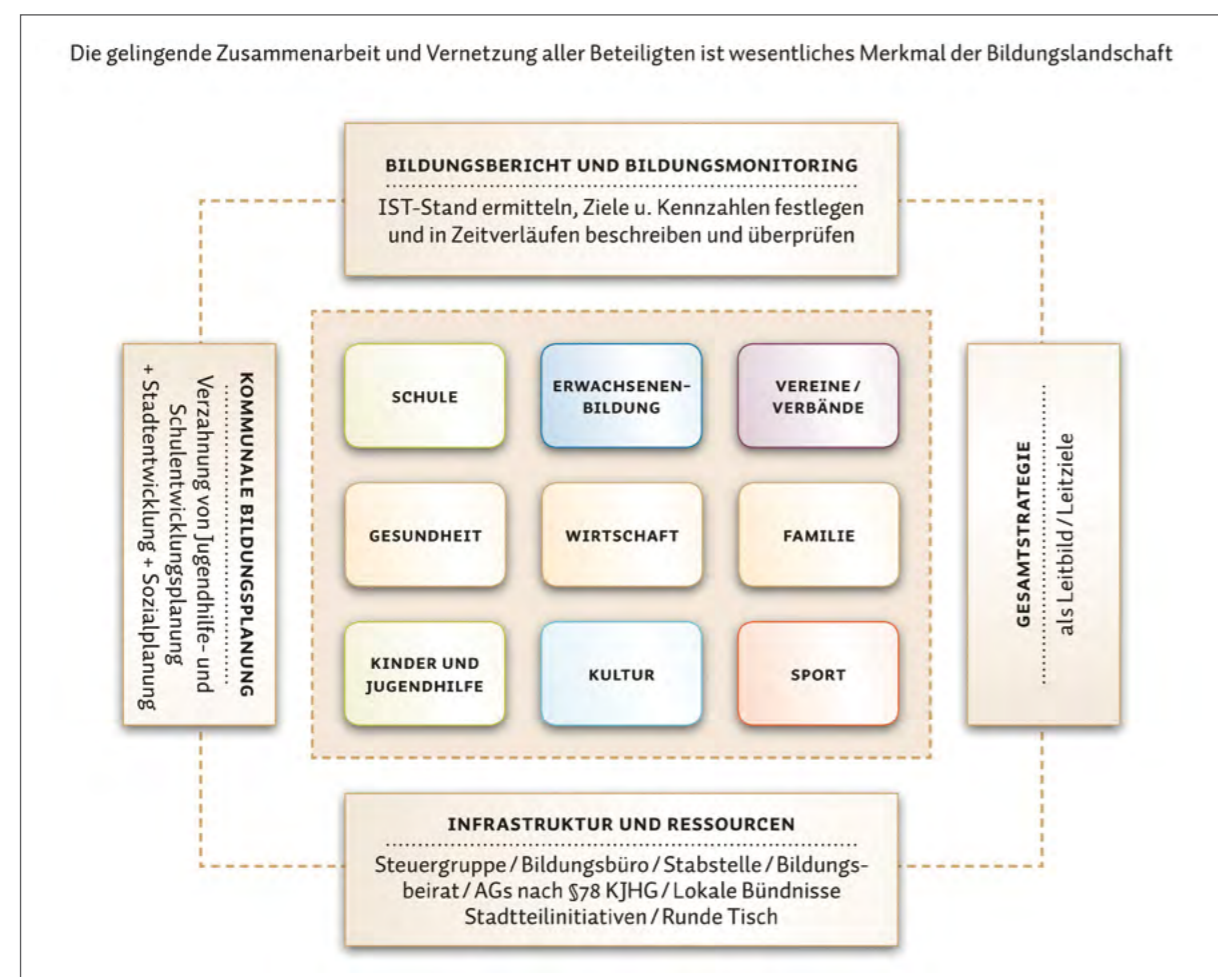 Die gelingende Zusammenarbeit und Vernetzung aller Beteiligten ist wesentliches Merkmal der Bildungslandschaft
BILDUNGSBERICHT UND BILDUNGSMONITORING
IST-Stand ermitteln, Ziele u. Kennzahlen festlegen
und in Zeitverläufen beschreiben und überprüfen
KOMMUNALE BILDUNGSPLANUNG
Verzahnung von Jugendhilfe- und
Schulentwicklungsplanung
+ Stadtentwicklung + Sozialplanung
SCHULE
ERWACHSENEN-
BILDUNG
VEREINE /
VERBÄNDE
GESUNDHEIT
WIRTSCHAFT
FAMILIE
KINDER UND
JUGENDHILFE
KULTUR
SPORT
GESAMTSTRATEGIE
als Leitbild / Leitziele
INFRASTRUKTUR UND RESSOURCEN
Steuergruppe / Bildungsbüro / Stabstelle / Bildungs-
beirat / AGs nach §78 KJHG / Lokale Bündnisse
Stadtteilinitiativen / Runde Tisch